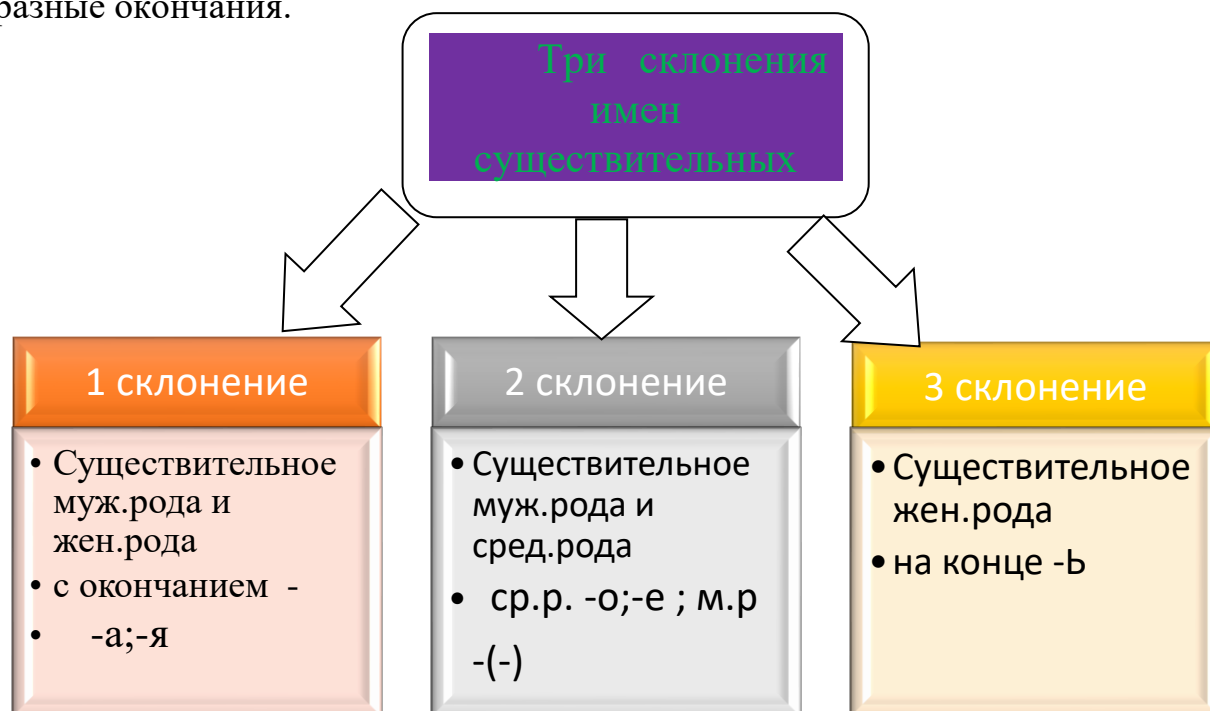 разные окончания.
Три склонения
имен
существительных
1 склонение
• Существительное
муж.рода и
жен.рода
• с окончанием -
• -а;-я
2 склонение
• Существительное
муж.рода и
сред.рода
• ср.р. -о;-е ; м.р
-(-)
3 склонение
• Существительное
жен.рода
• на конце -Ь